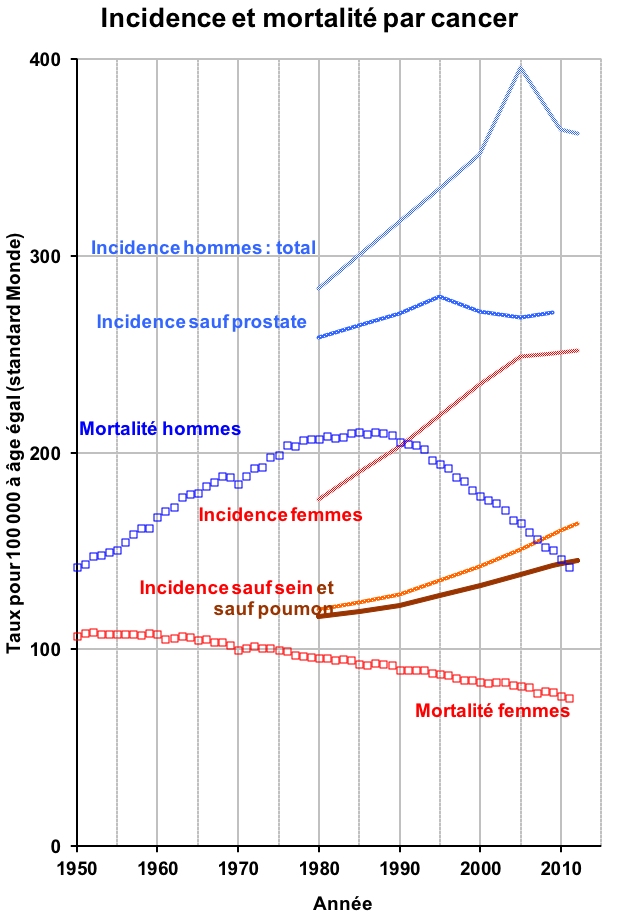 Incidence et mortalité par cancer
400
Incidence hommes : total
300
Incidence sauf prostate
Mortalité hommes
200
Incidence femmes
Incidence sauf sein et
sauf poumon
100
Mortalité femmes
0
1950 1960 1970 1980 1990 2000 2010
Année
Taux pour 100 000 à âge égal (standard Monde)